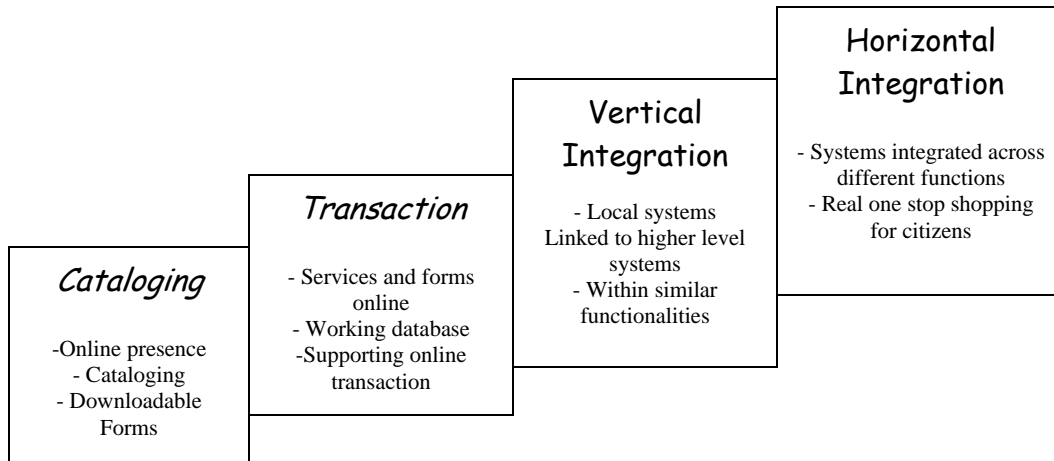 Cataloging
-Online presence
- Cataloging
- Downloadable
Forms
Transaction
- Services and forms
online
- Working database
-Supporting online
transaction
Vertical
Integration
- Local systems
Linked to higher level
systems
- Within similar
functionalities
Horizontal
Integration
- Systems integrated across
different functions
- Real one stop shopping
for citizens